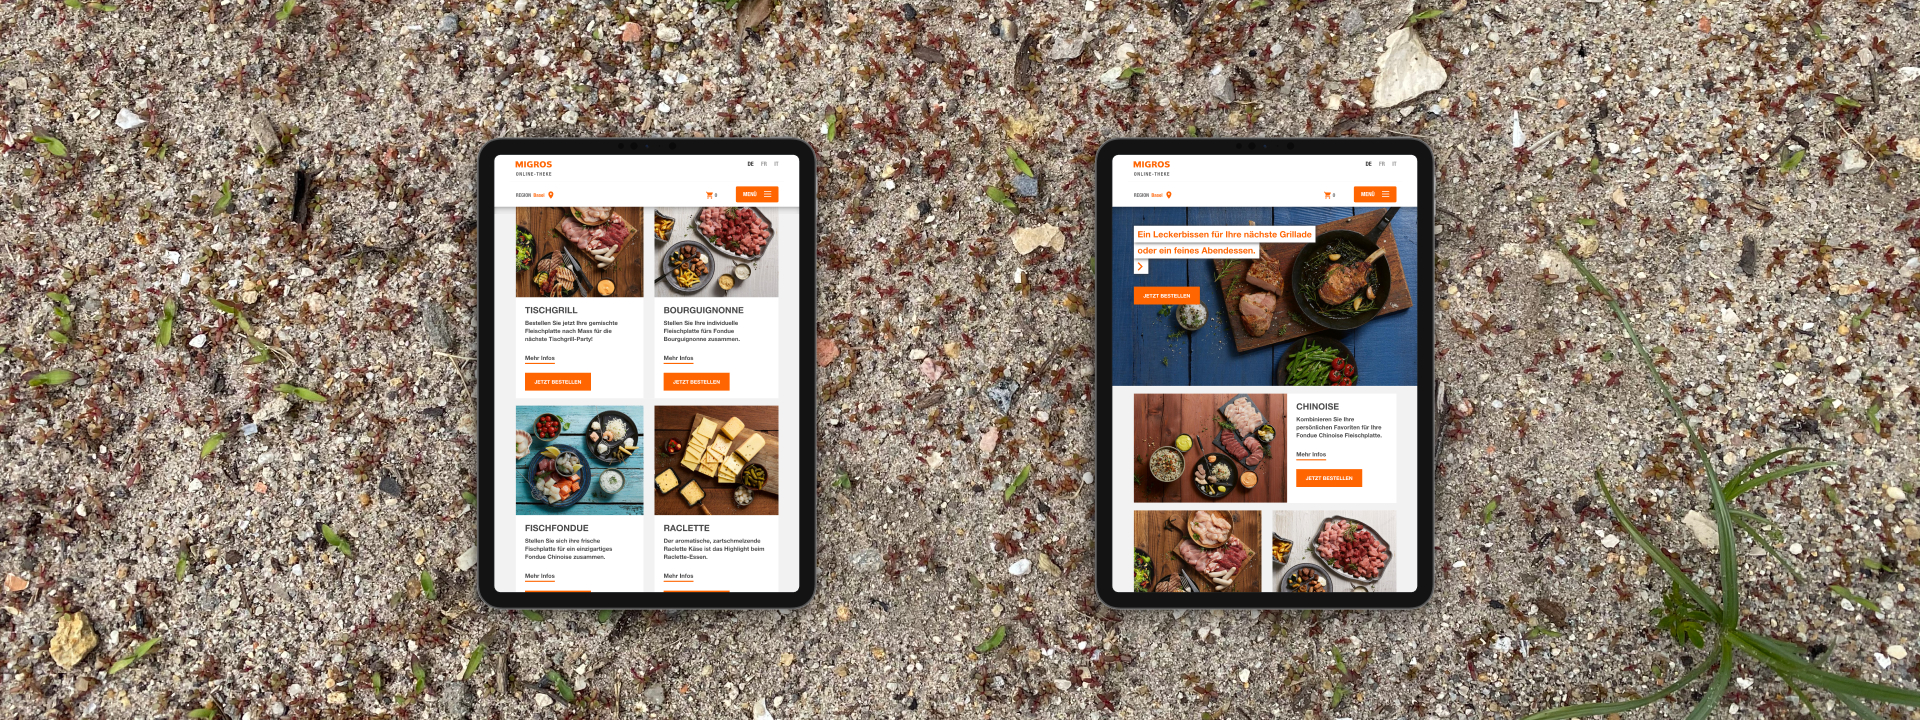 MIGROS
ONLINE-THEKE
DE FR IT
REGION Basel
0
MENÜ
TISCHGRILL
Bestellen Sie jetzt Ihre gemischte
Fleischplatte nach Mass für die
nächste Tischgrill-Party!
Mehr Infos
JETZT BESTELLEN
BOURGUIGNONNE
Stellen Sie Ihre individuelle
Fleischplatte fürs Fondue
Bourguignonne zusammen.
Mehr Infos
JETZT BESTELLEN
FISCHFONDUE
Stellen Sie sich ihre frische
Fischplatte für ein einzigartiges
Fondue Chinoise zusammen.
Mehr Infos
RACLETTE
Der aromatische, zartschmelzende
Raclette Käse ist das Highlight beim
Raclette-Essen.
Mehr Infos
MIGROS
ONLINE-THEKE
DE FR IT
REGION Basel
0
MENÜ
Ein Leckerbissen für Ihre nächste Grillade
oder ein feines Abendessen.
JETZT BESTELLEN
CHINOISE
Kombinieren Sie Ihre
persönlichen Favoriten für Ihre
Fondue Chinoise Fleischplatte.
Mehr Infos
JETZT BESTELLEN